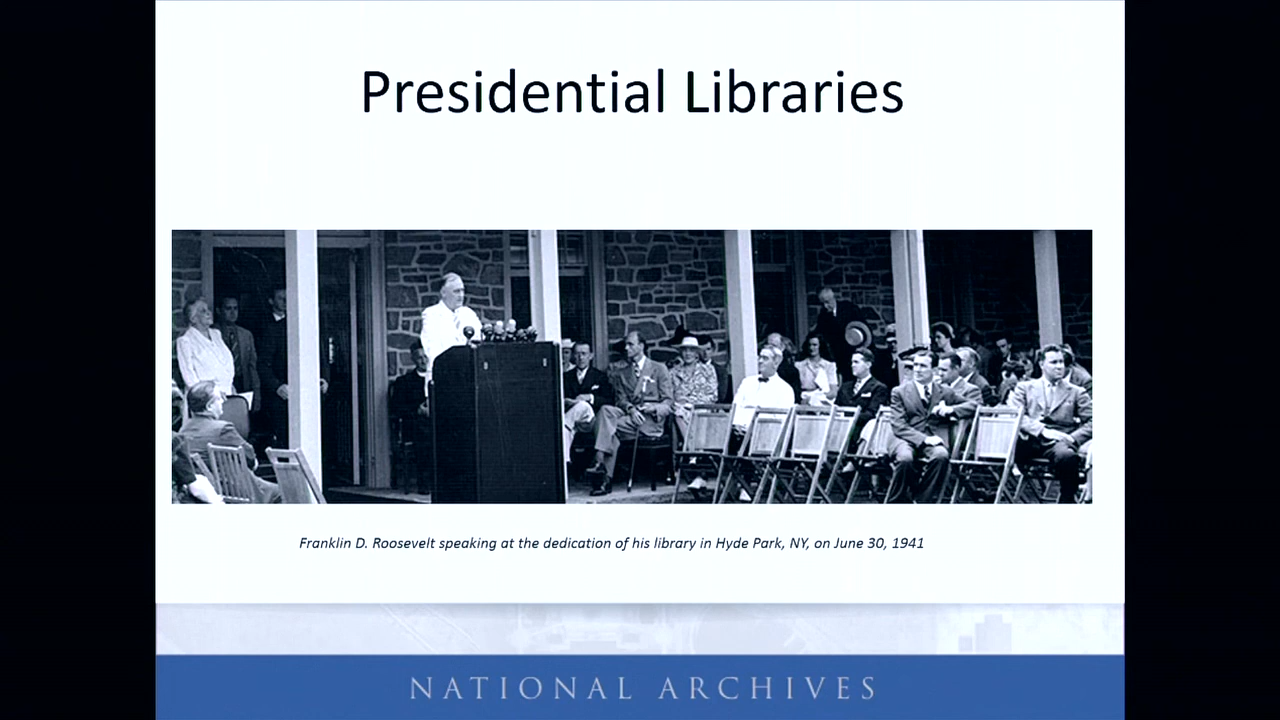 Presidential Libraries
Franklin D. Roosevelt speaking at the dedication of his library in Hyde Park, NY, on June 30, 1941
NATIONAL ARCHIVES